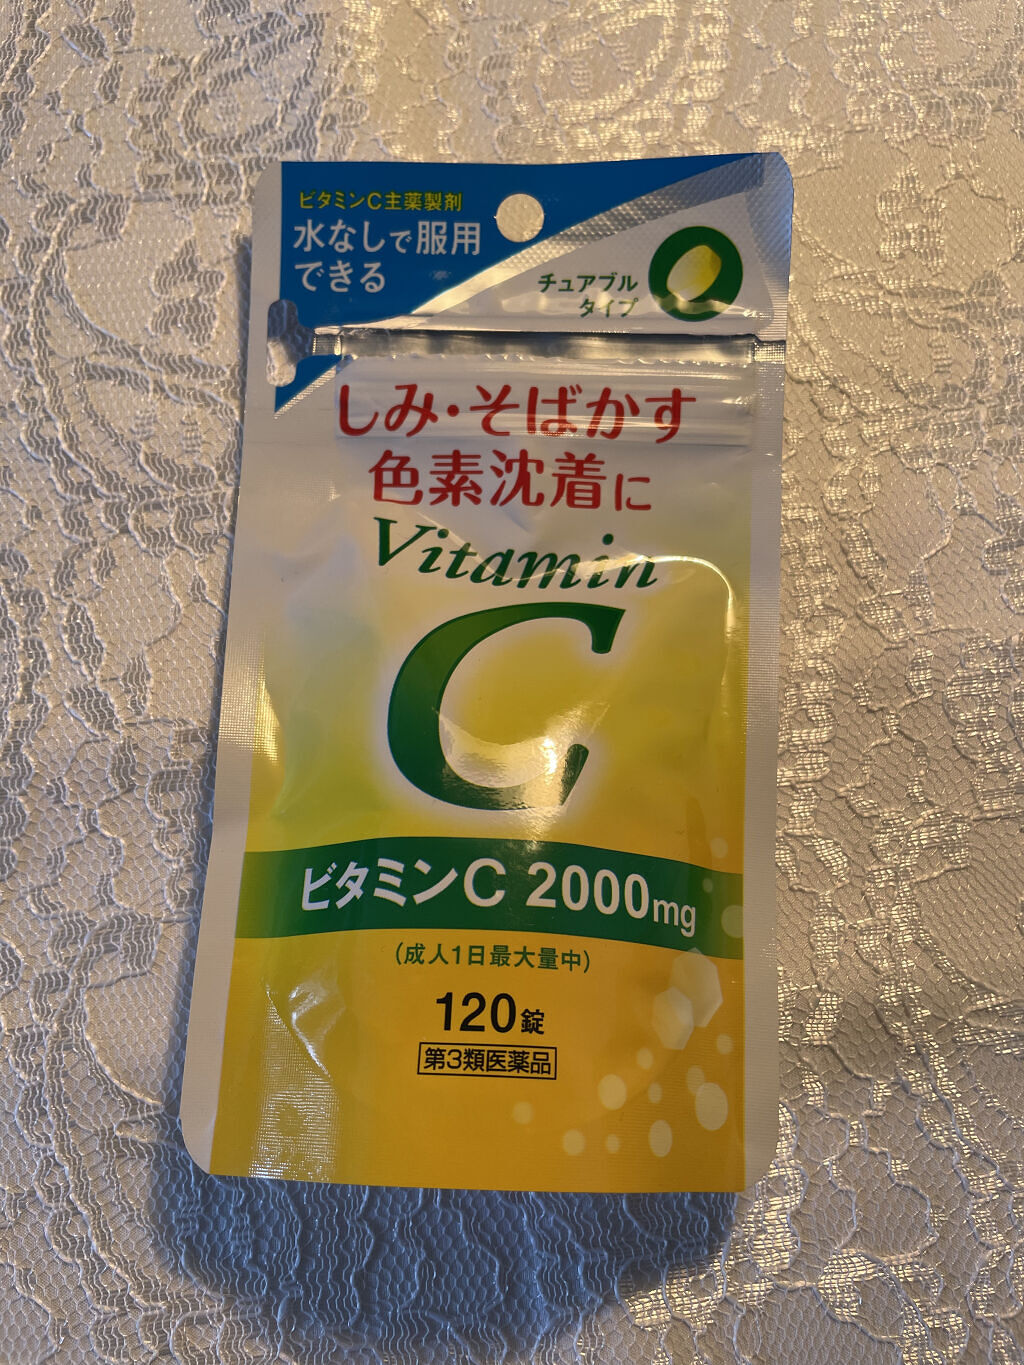 ビタミンC主薬製剤
水なしで服用
できる
チュアブル
タイプ
しみ・そばかす
色素沈着に
Vitamin
C
ビタミンC 2000mg
(成人1日最大量中)
120錠
第3類医薬品